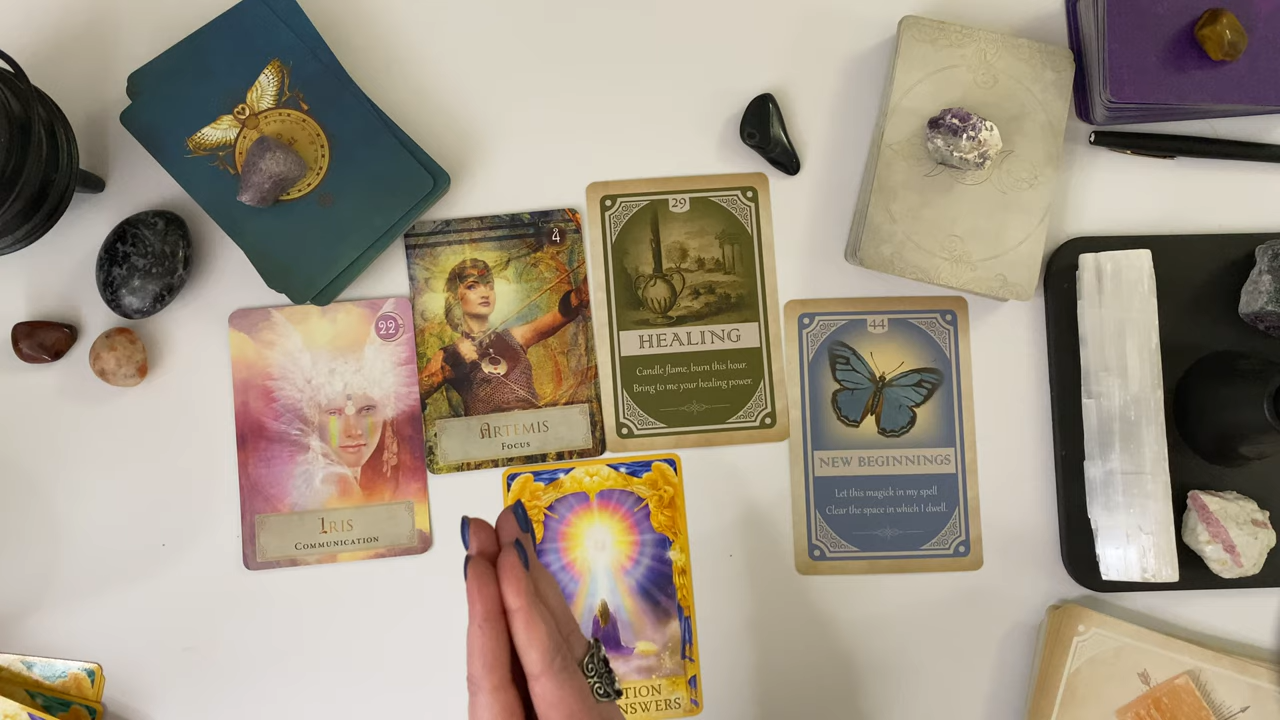 22
IRIS
COMMUNICATION
4
ARTEMIS
FOCUS
29
HEALING
Candle flame, burn this hour.
Bring to me your healing power.
44
NEW BEGINNINGS
Let this magick in my spell
Clear the space in which I dwell.